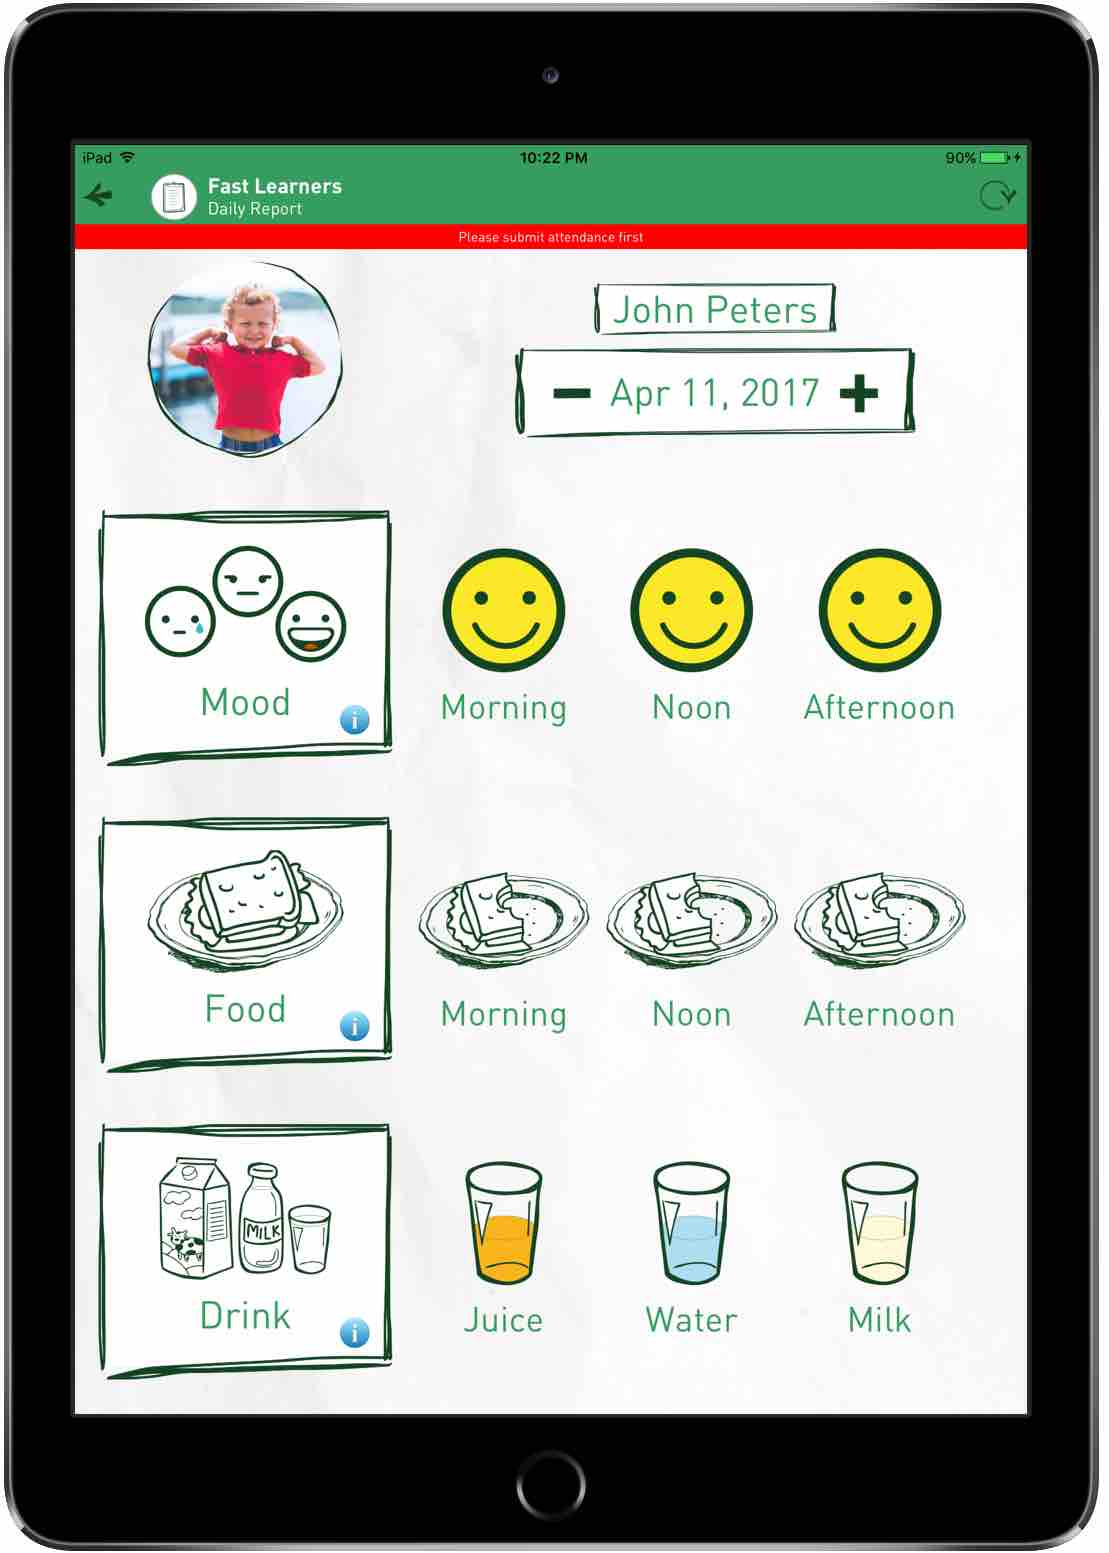 iPad 10:22 PM 90%
Fast Learners
Daily Report
Please submit attendance first
John Peters
− Apr 11, 2017 +
Mood
i
Morning Noon Afternoon
Food
i
Morning Noon Afternoon
MILK
Drink
i
Juice Water Milk